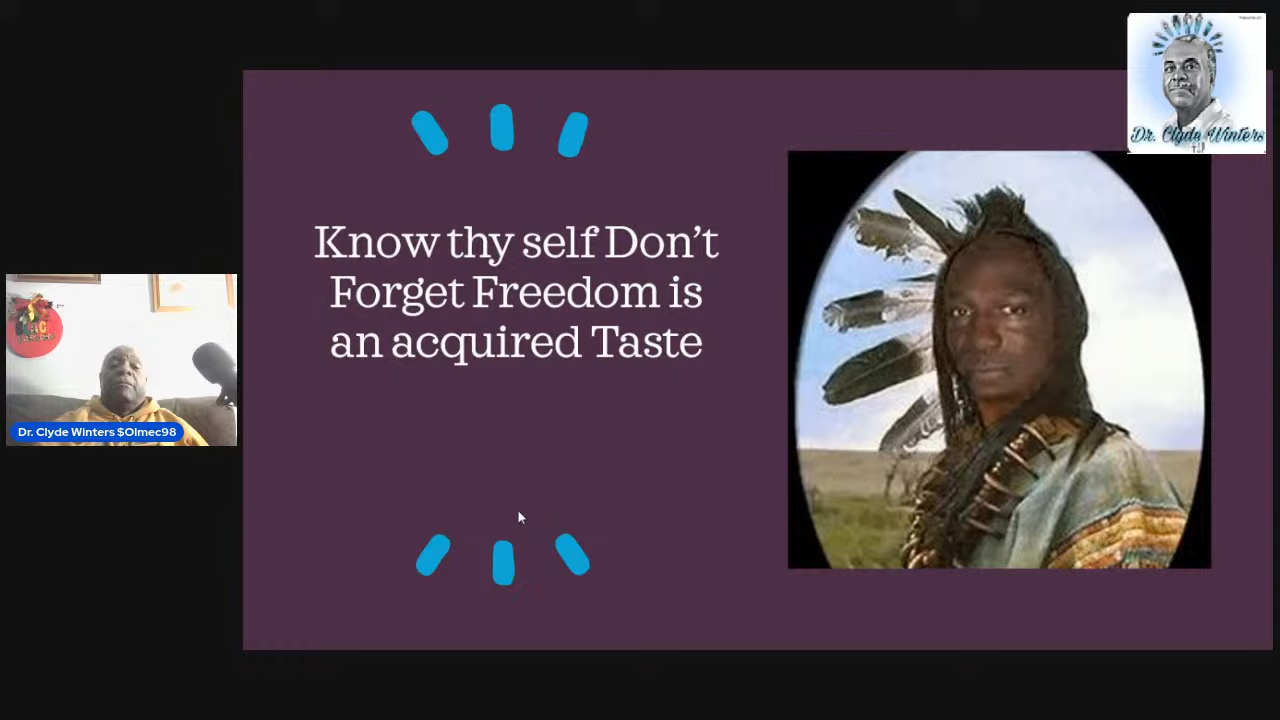 Dr. Clyde Winters
Know thy self Don't
Forget Freedom is
an acquired Taste
Dr. Clyde Winters $Olmec98